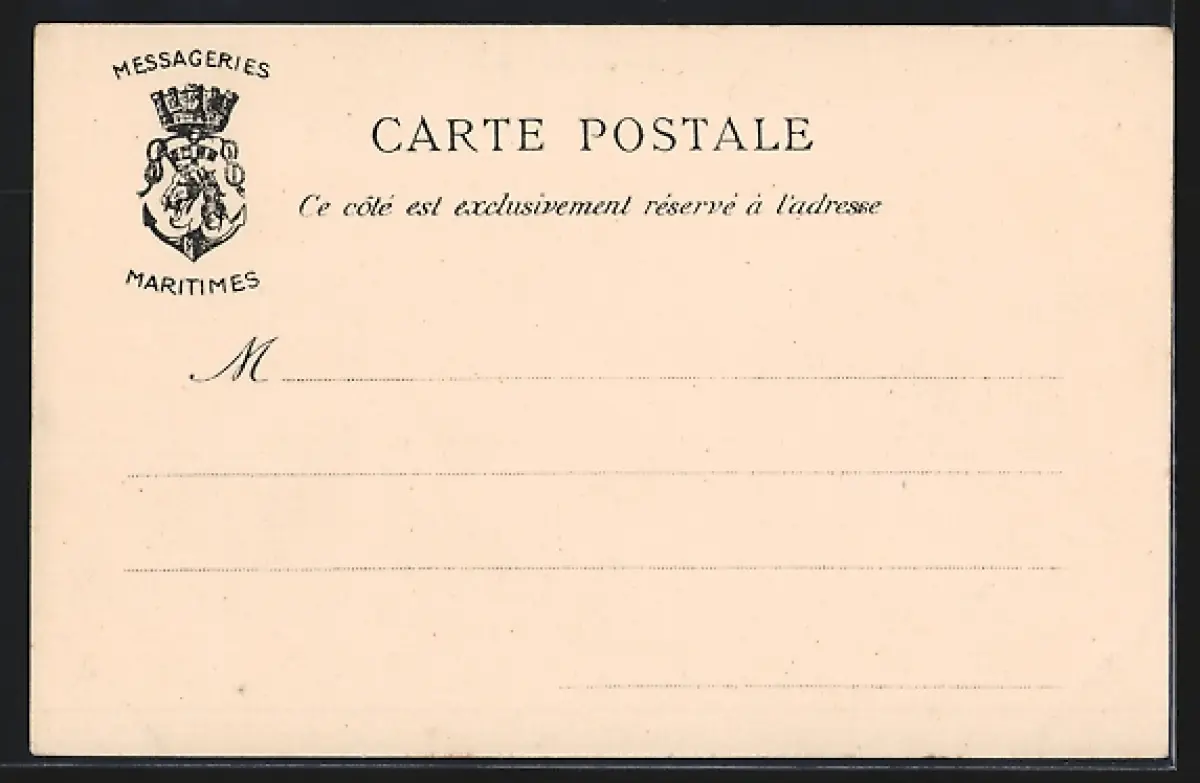 MESSAGERIES
MARITIMES
CARTE POSTALE
Ce côté est exclusivement réservé à l'adresse
M